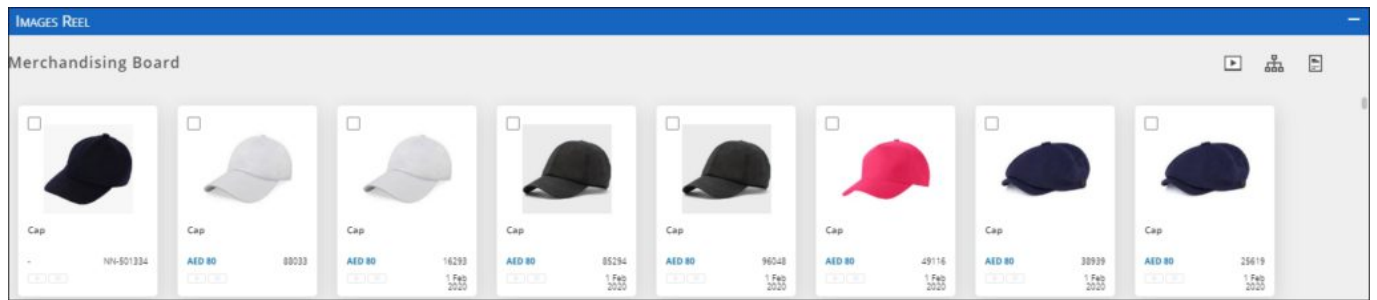 IMAGES REEL
Merchandising Board
Cap
Cap
Cap
Cap
Cap
Cap
Cap
Cap
- NN-501334
AED 80 88033
AED 80 16293
AED 80 85294
AED 80 96048
AED 80 49116
AED 80 38939
AED 80 25619
1 Feb
2020
1 Feb
2020
1 Feb
2020
1 Feb
2020
1 Feb
2020
1 Feb
2020